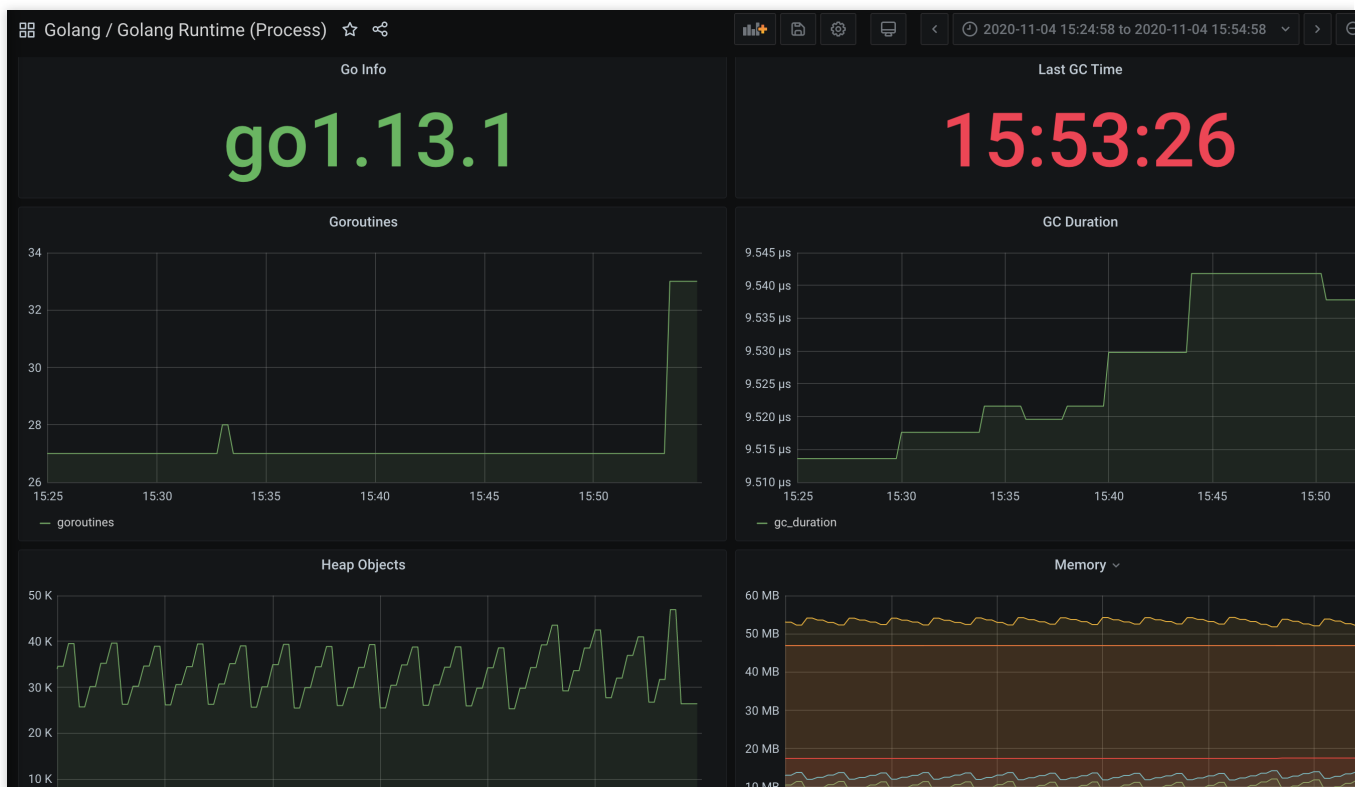 Golang / Golang Runtime (Process)
2020-11-04 15:24:58 to 2020-11-04 15:54:58
Go Info
go1.13.1
Last GC Time
15:53:26
Goroutines
34
32
30
28
26
15:25 15:30 15:35 15:40 15:45 15:50
goroutines
GC Duration
9.545 µs
9.540 µs
9.535 µs
9.530 µs
9.525 µs
9.520 µs
9.515 µs
9.510 µs
15:25 15:30 15:35 15:40 15:45 15:50
gc_duration
Heap Objects
50 K
40 K
30 K
20 K
10 K
Memory
60 MB
50 MB
40 MB
30 MB
20 MB
10 MB